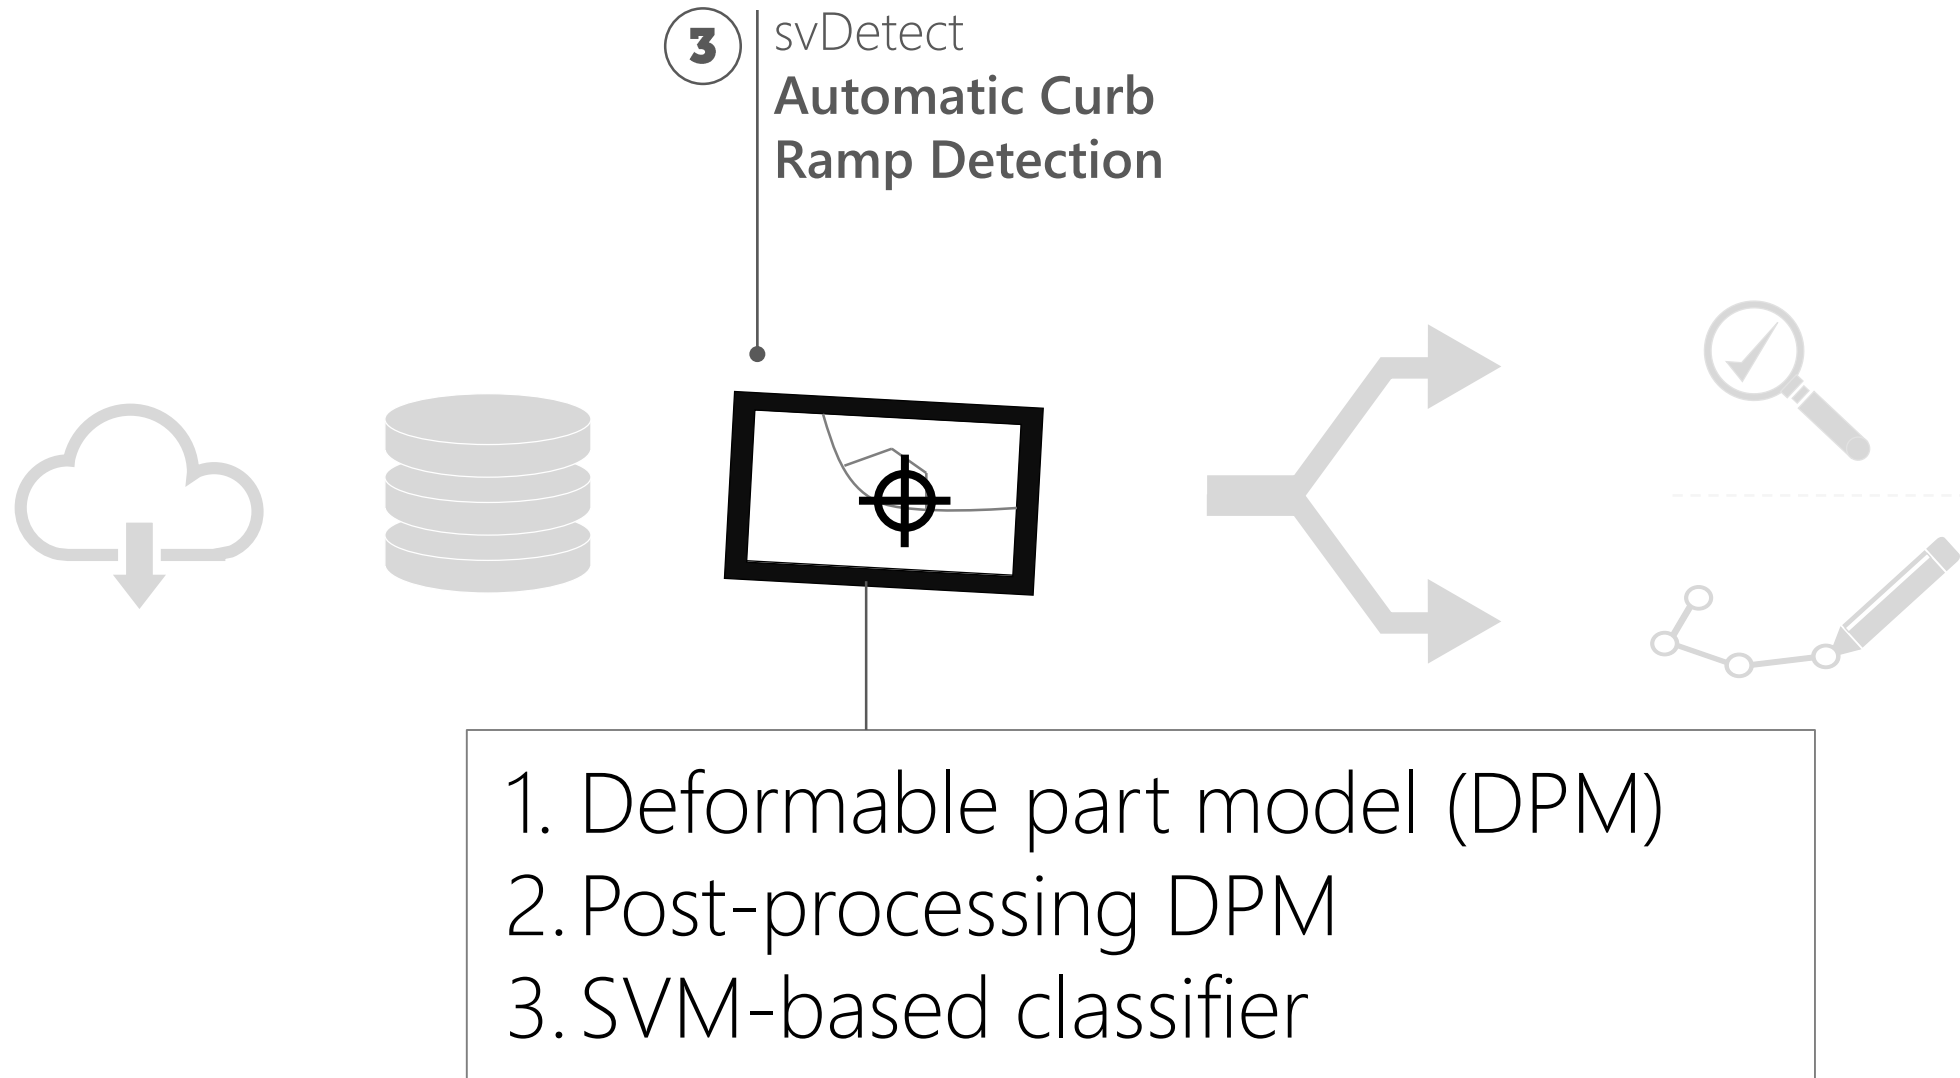 3
svDetect
Automatic Curb
Ramp Detection
1. Deformable part model (DPM)
2. Post-processing DPM
3. SVM-based classifier